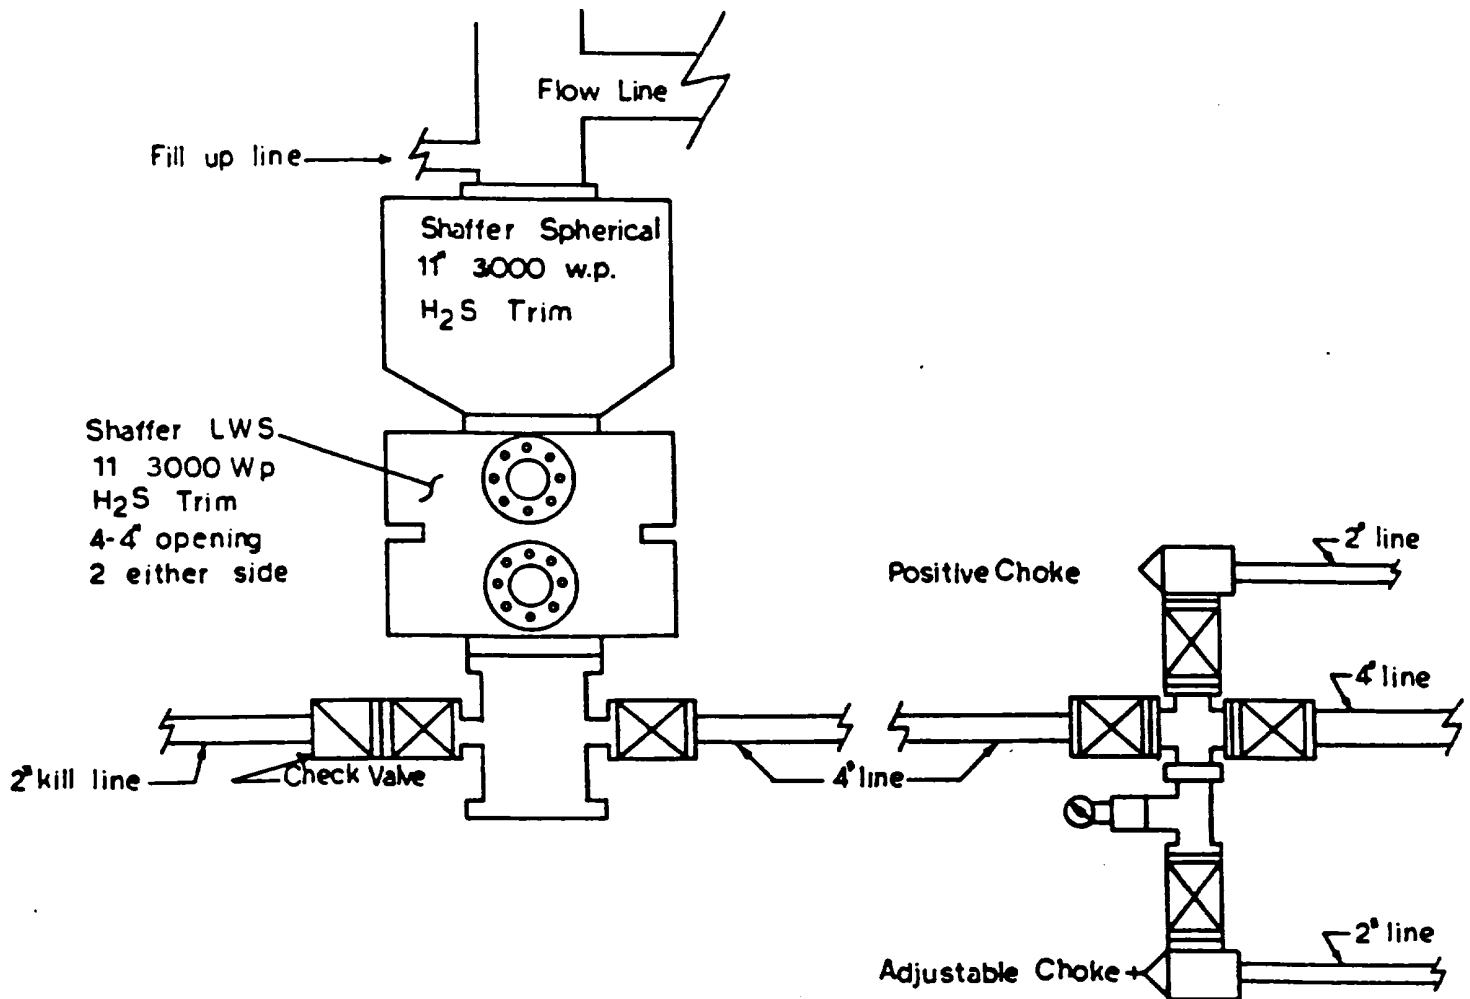 Flow Line
Fill up line
Shaffer Spherical
11" 3000 w.p.
H2S Trim
Shaffer LWS
11 3000 Wp
H2S Trim
4-4" opening
2 either side
Positive Choke
2" line
4" line
2" kill line
Check Valve
4" line
Adjustable Choke
2" line